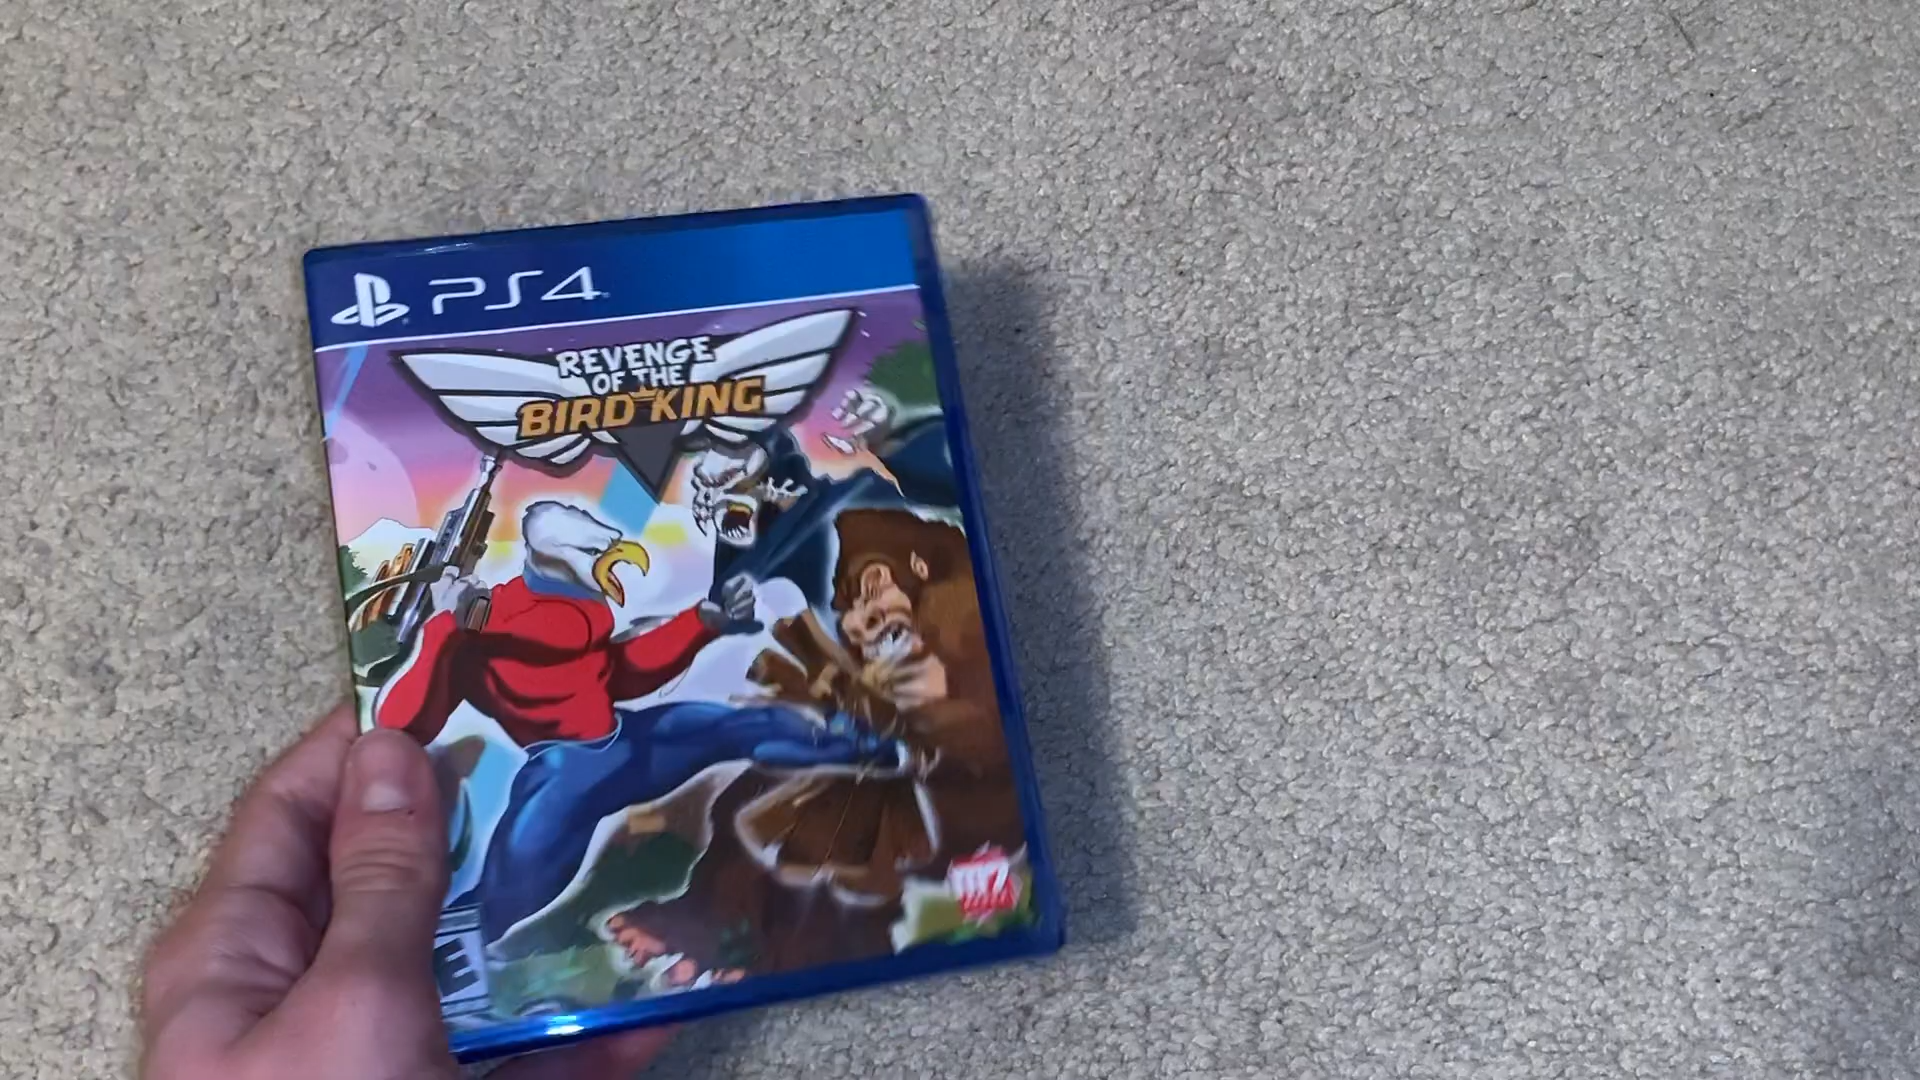 PS4
REVENGE
OF THE
BIRD KING
E